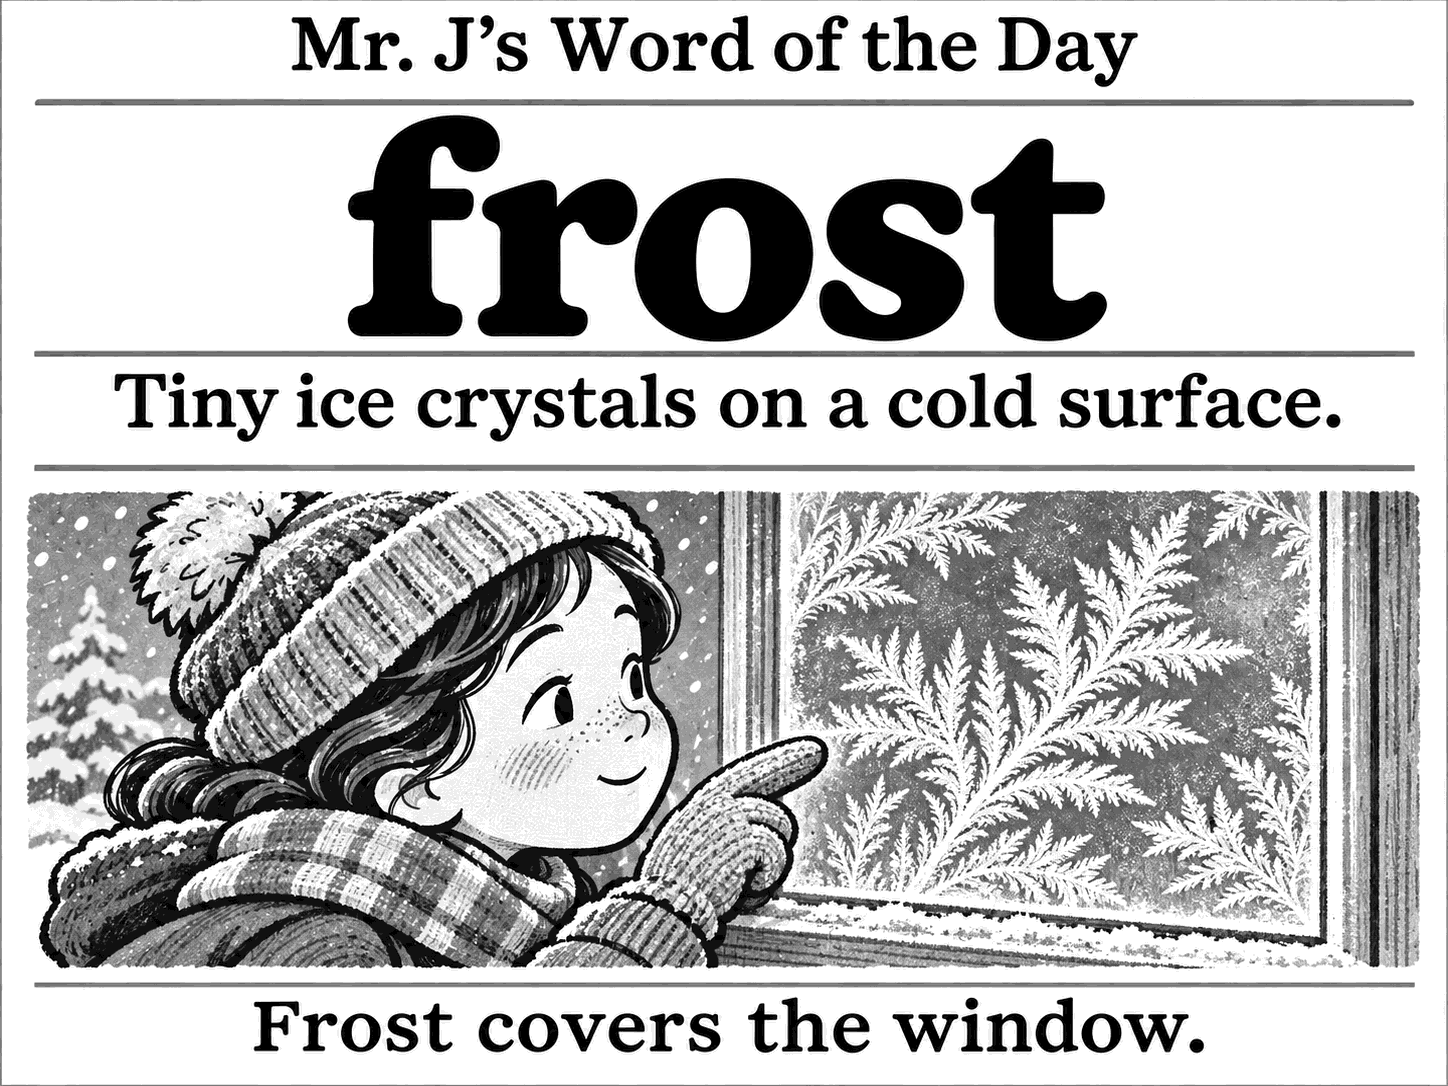 Mr. J’s Word of the Day
frost
Tiny ice crystals on a cold surface.
Frost covers the window.